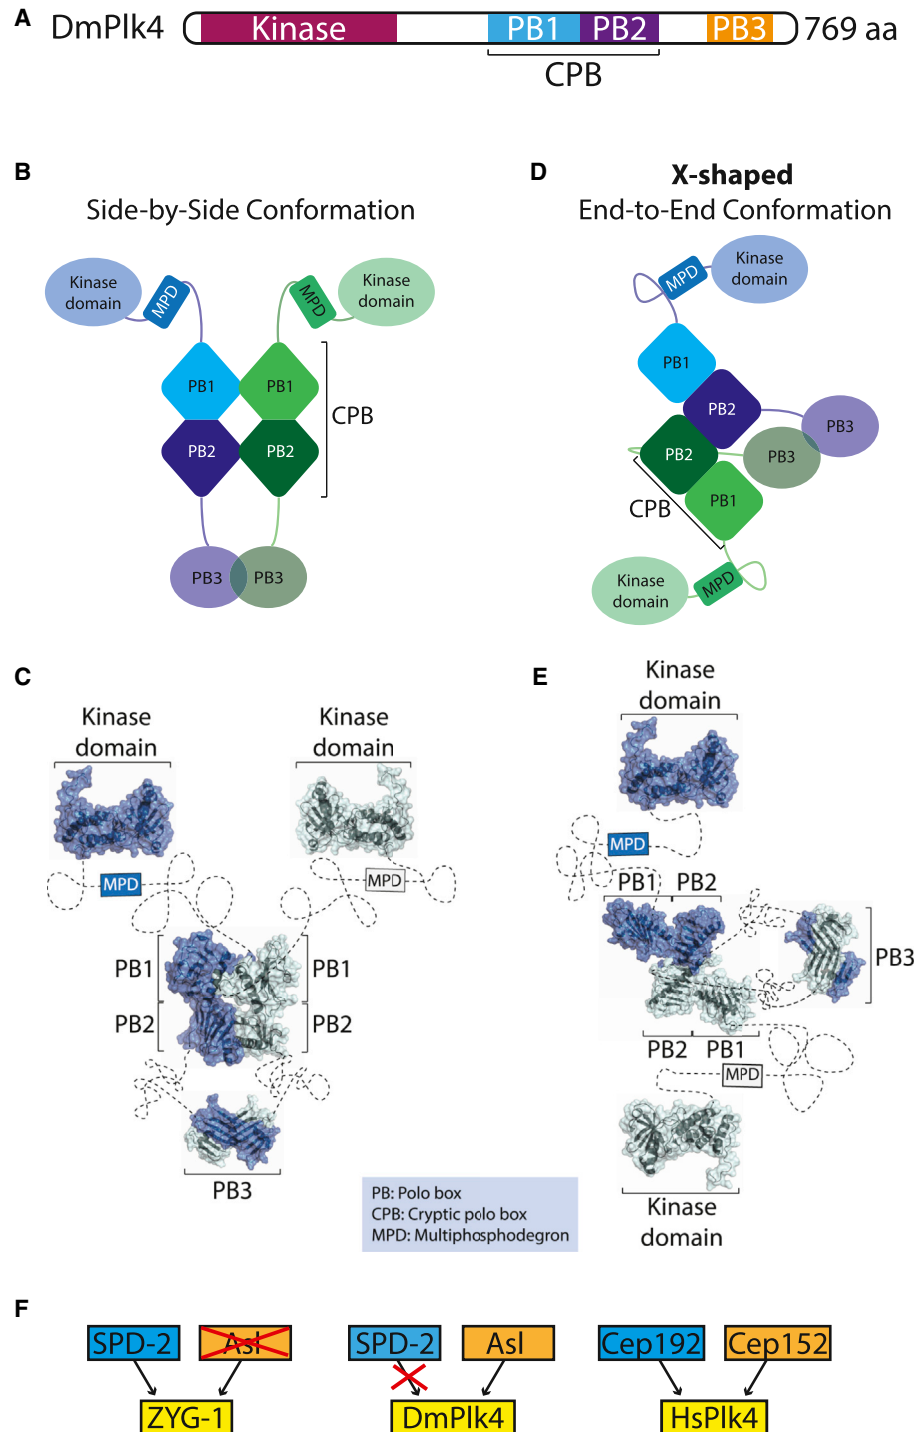 A
DmPlk4
Kinase
PB1
PB2
PB3
769 aa
CPB
B
Side-by-Side Conformation
Kinase
domain
MPD
MPD
Kinase
domain
PB1
PB1
CPB
PB2
PB2
PB3
PB3
D
X-shaped
End-to-End Conformation
MPD
Kinase
domain
PB1
PB2
PB3
PB2
PB3
CPB
PB1
Kinase
domain
MPD
C
Kinase
domain
Kinase
domain
MPD
MPD
PB1
PB1
PB2
PB2
PB3
E
Kinase
domain
MPD
PB1
PB2
PB3
PB2
PB1
MPD
Kinase
domain
PB: Polo box
CPB: Cryptic polo box
MPD: Multiphosphodegron
F
SPD-2
Asl
ZYG-1
SPD-2
Asl
DmPlk4
Cep192
Cep152
HsPlk4